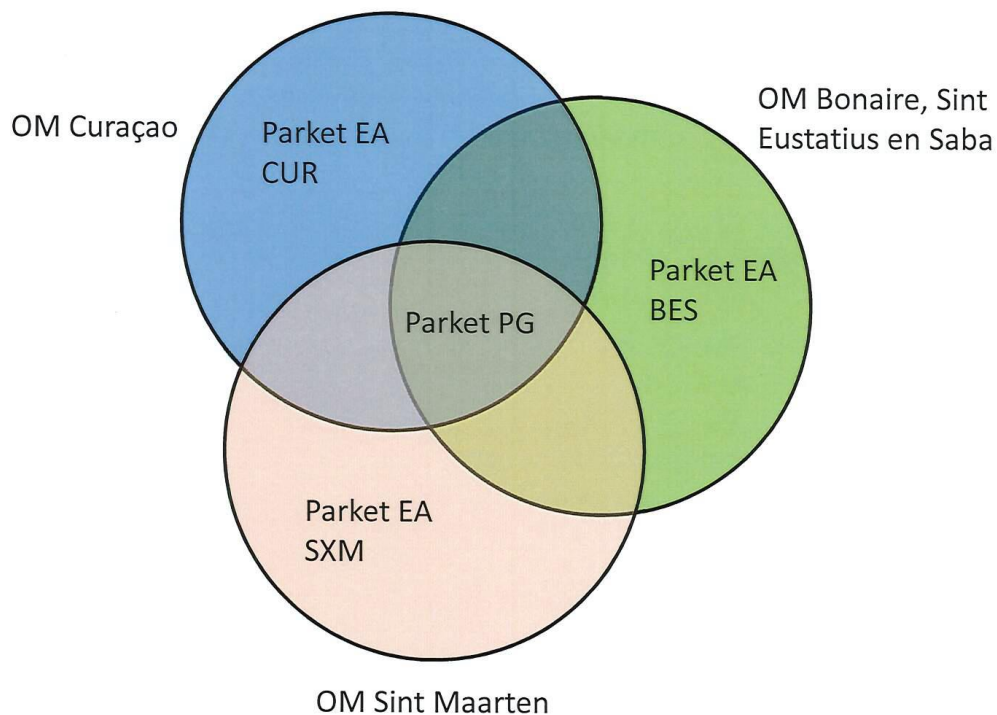 OM Curaçao
Parket EA
CUR
OM Bonaire, Sint
Eustatius en Saba
Parket EA
BES
Parket PG
Parket EA
SXM
OM Sint Maarten